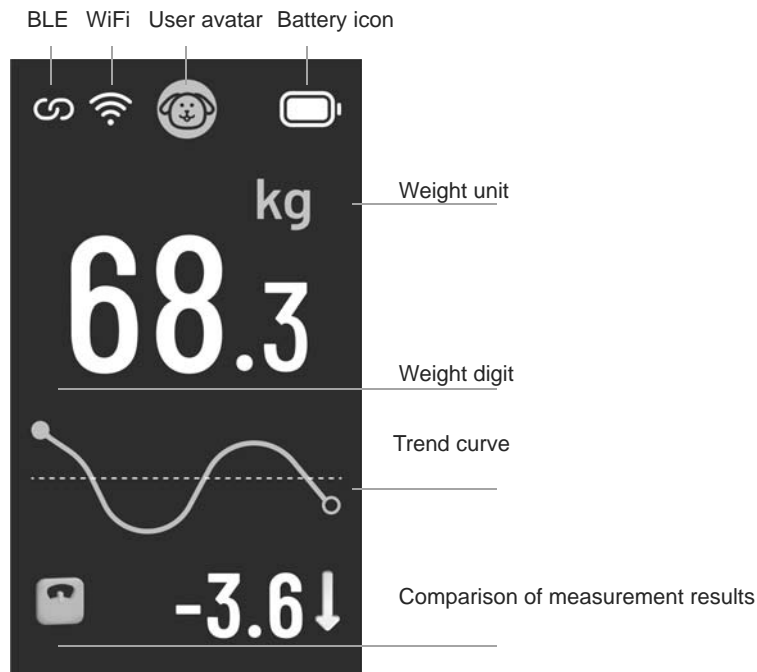 BLE WiFi User avatar Battery icon
kg
Weight unit
68.3
Weight digit
Trend curve
-3.6
Comparison of measurement results